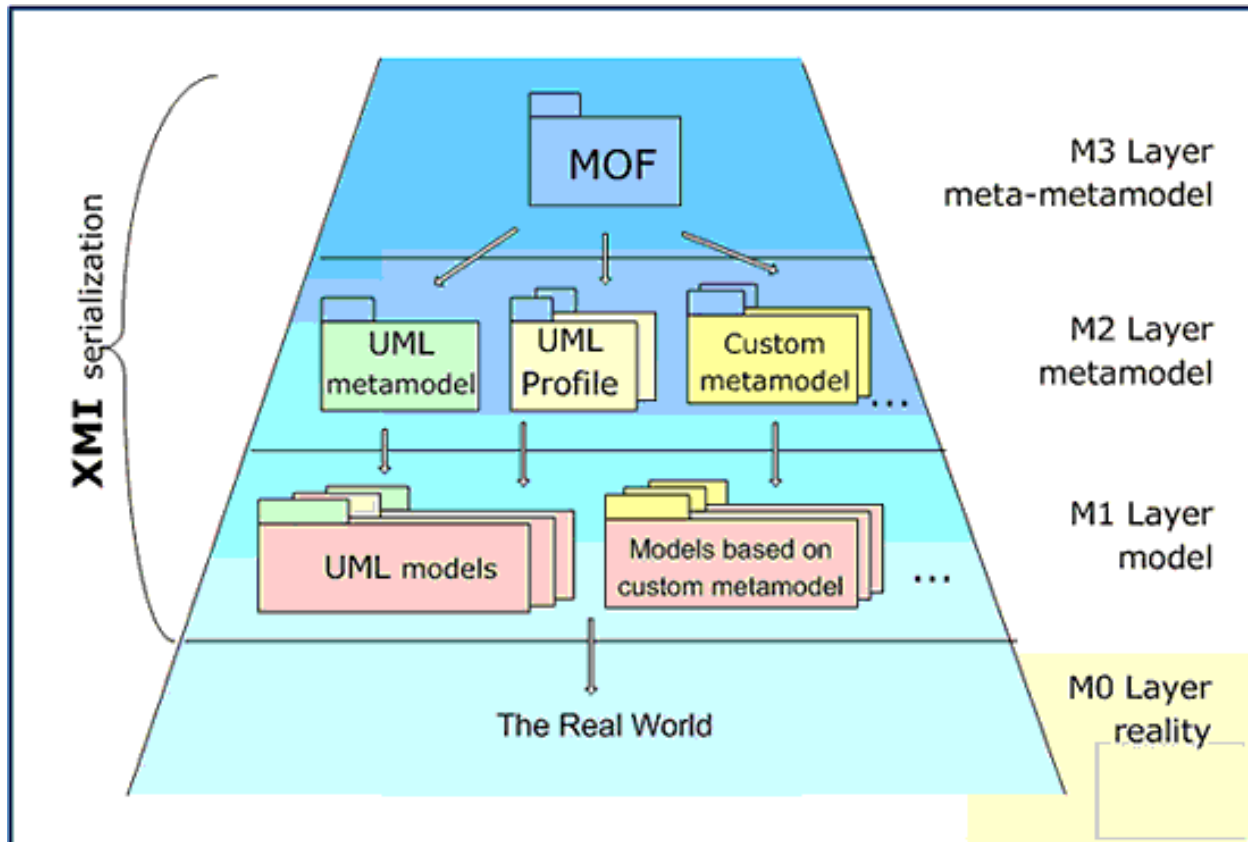 MOF
M3 Layer
meta-metamodel
XMI serialization
UML
metamodel
UML
Profile
Custom
metamodel
...
M2 Layer
metamodel
UML models
Models based on
custom metamodel
...
M1 Layer
model
The Real World
M0 Layer
reality